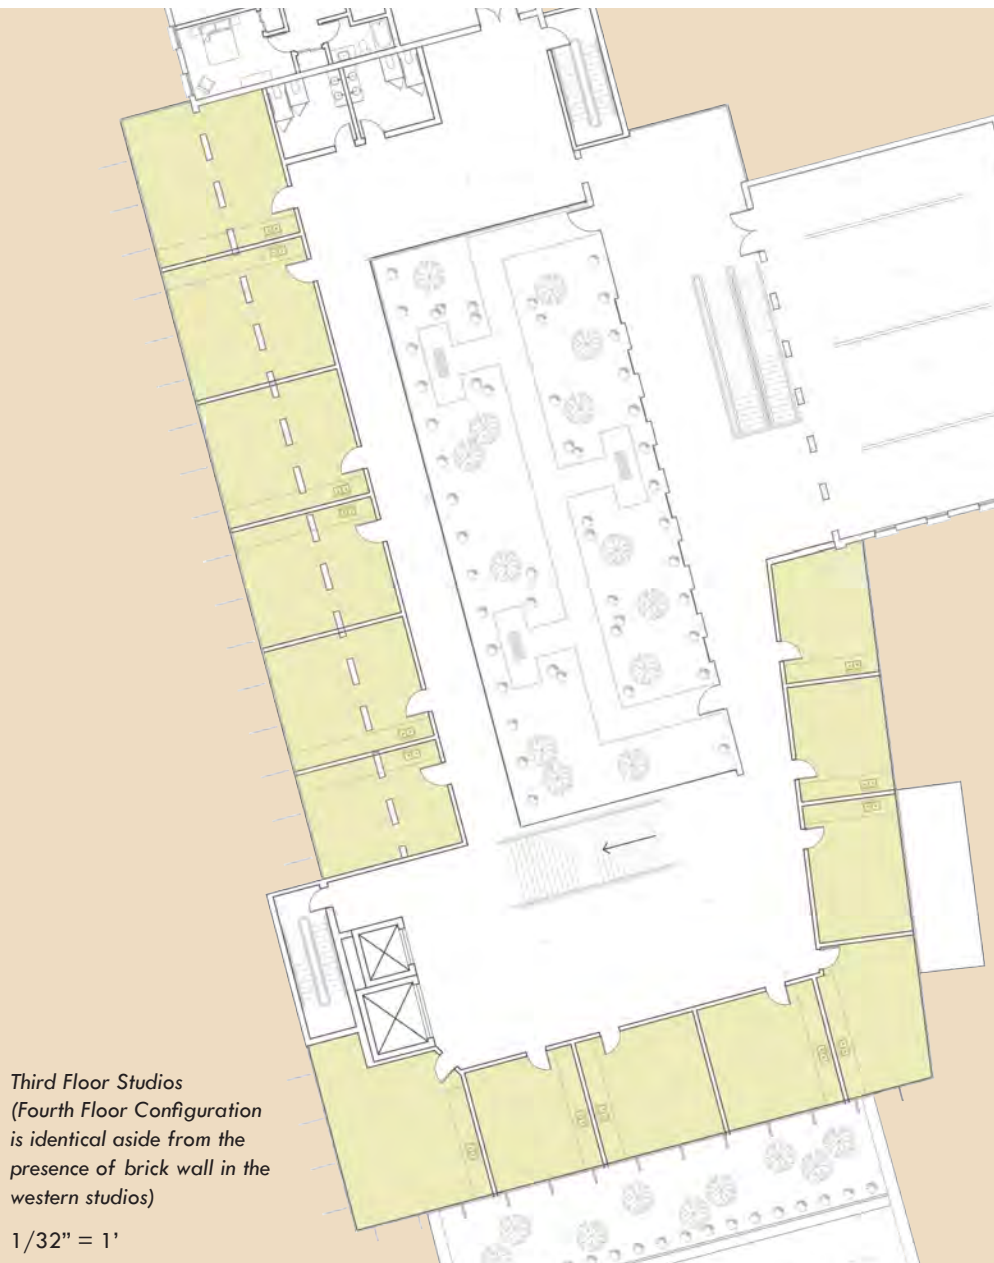 Third Floor Studios
(Fourth Floor Configuration
is identical aside from the
presence of brick wall in the
western studios)
1/32” = 1’